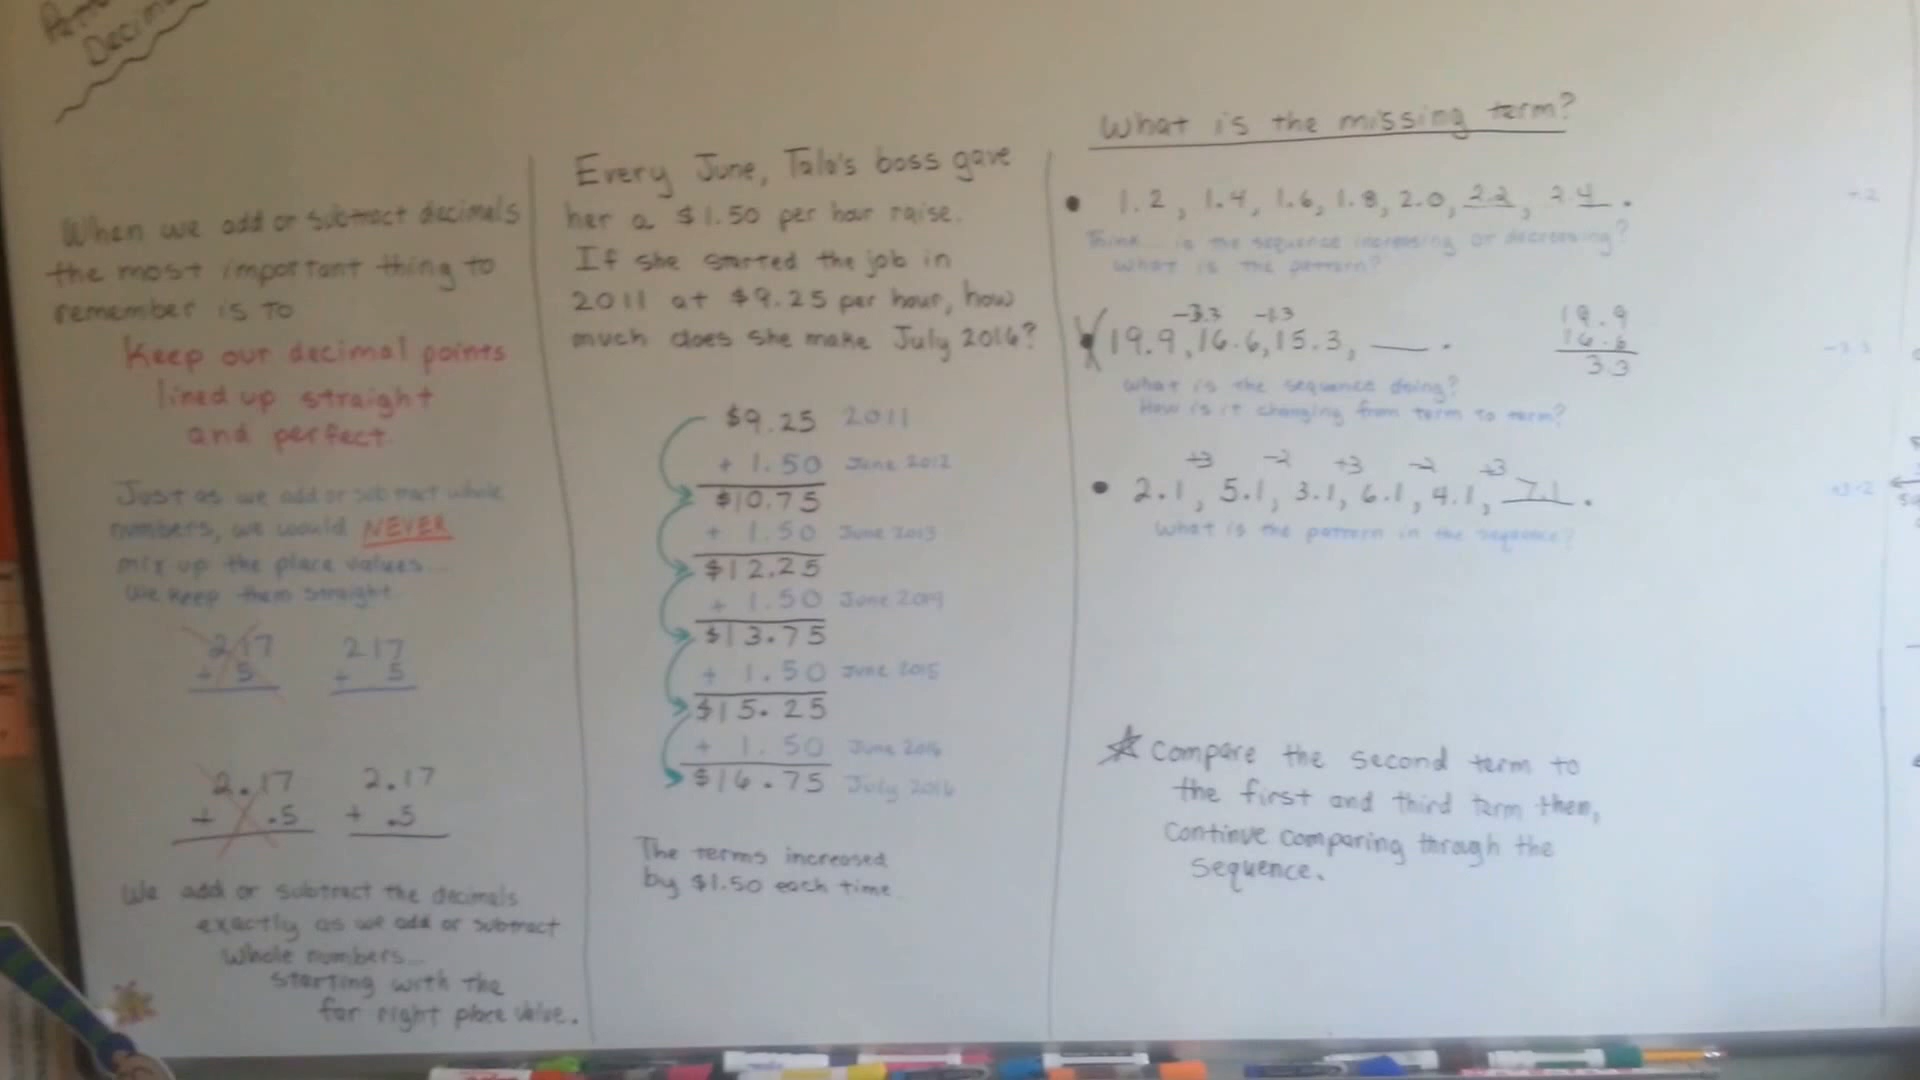 When we add or subtract decimals
the most important thing to
remember is to
Keep our decimal points
lined up straight
and perfect.
Just as we add or subtract whole
numbers, we would NEVER
mix up the place values...
we keep them straight.
217 217
+ 5 + 5
2.17 2.17
+ .5 + .5
We add or subtract the decimals
exactly as we add or subtract
whole numbers...
starting with the
far right place value.
Every June, Tala's boss gave
her a $1.50 per hour raise.
If she started the job in
2011 at $9.25 per hour, how
much does she make July 2016?
$9.25 2011
+ 1.50 June 2012
$10.75
+ 1.50 June 2013
$12.25
+ 1.50 June 2014
$13.75
+ 1.50 June 2015
$15.25
+ 1.50 June 2016
$16.75 July 2016
The terms increased
by $1.50 each time.
What is the missing term?
• 1.2, 1.4, 1.6, 1.8, 2.0, 2.2, 2.4.
Think... is the sequence increasing or decreasing?
What is the pattern?
-3.3 -1.3
19.9, 16.6, 15.3, ___.
19.9
16.6
3.3
What is the sequence doing?
How is it changing from term to term?
+3 -2 +3 -2 +3
• 2.1, 5.1, 3.1, 6.1, 4.1, 7.1.
What is the pattern in the sequence?
☆ Compare the second term to
the first and third term then,
continue comparing through the
sequence.